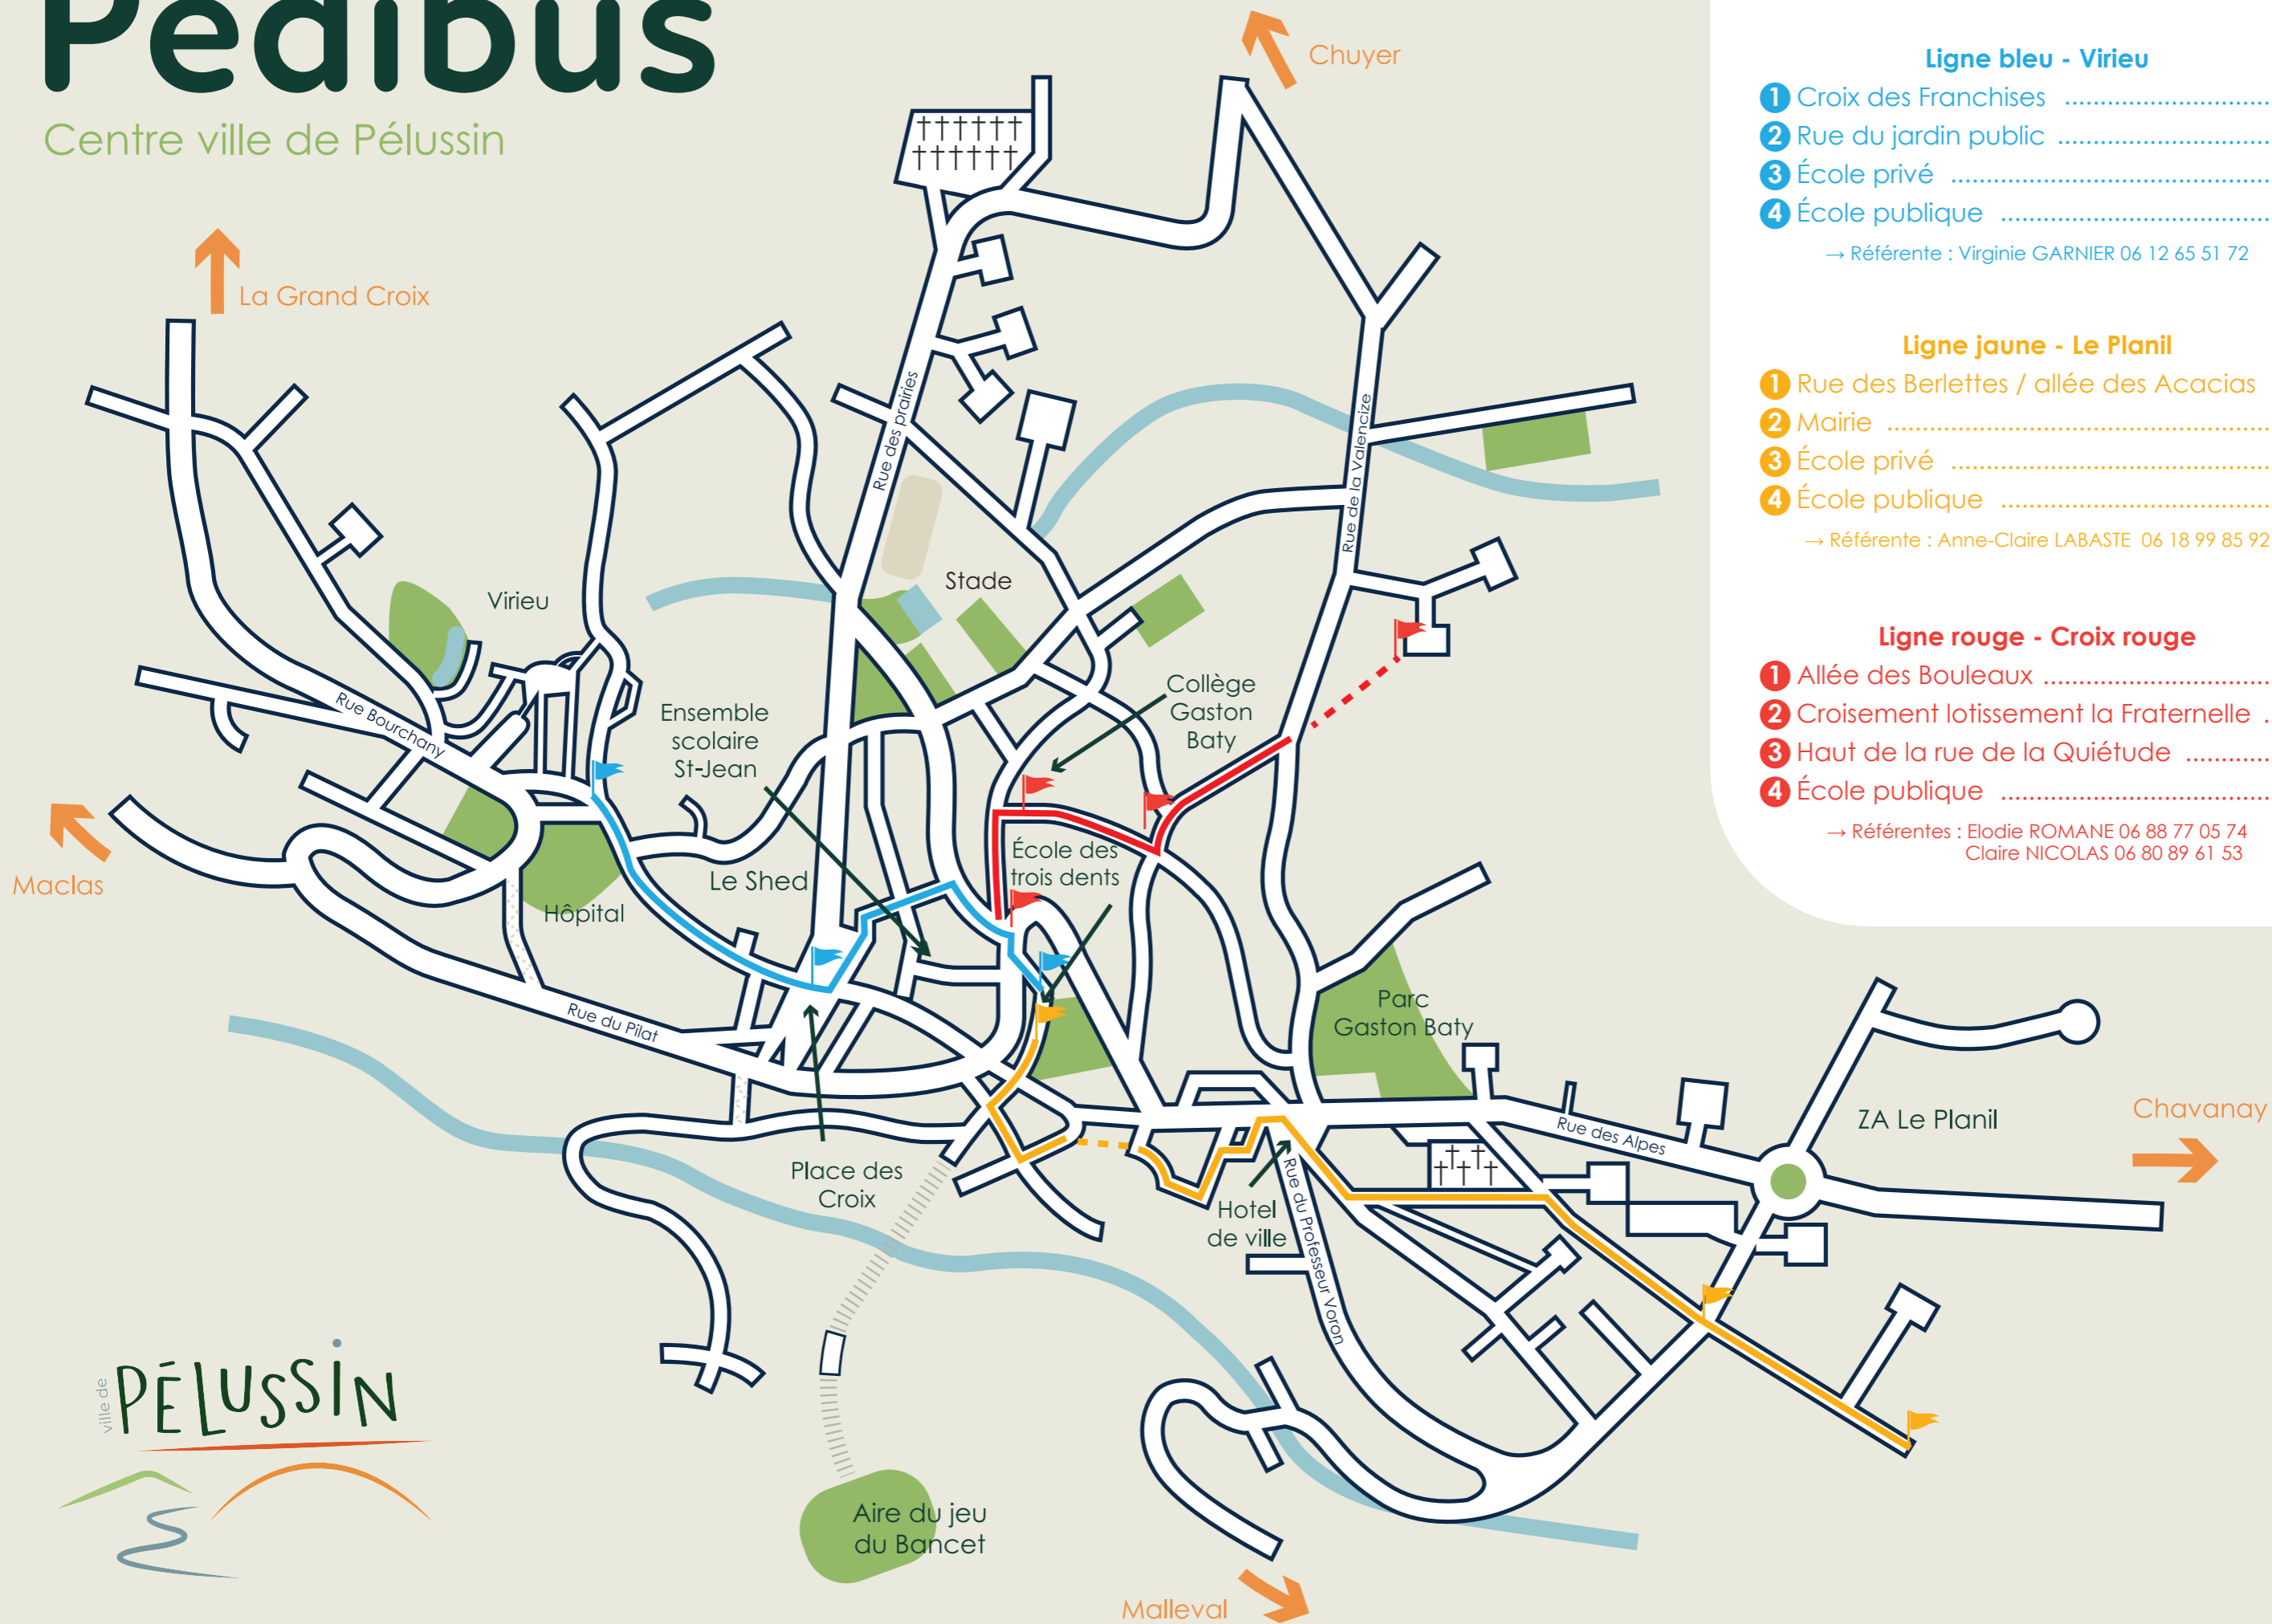 Pedibus
Centre ville de Pélussin
Chuyer
La Grand Croix
Rue des prairies
Rue de la Valencize
Stade
Virieu
Rue Bourchany
Ensemble
scolaire
St-Jean
Collège
Gaston
Baty
École des
trois dents
Le Shed
Maclas
Hôpital
Rue du Pilat
Parc
Gaston Baty
Place des
Croix
Hotel
de ville
Rue du Professeur Voron
Rue des Alpes
ZA Le Planil
Chavanay
Aire du jeu
du Bancet
Malleval
ville de
PÉLUSSIN
Ligne bleu - Virieu
1 Croix des Franchises ..............................
2 Rue du jardin public ..............................
3 École privé ..............................
4 École publique ..............................
→ Référente : Virginie GARNIER 06 12 65 51 72
Ligne jaune - Le Planil
1 Rue des Berlettes / allée des Acacias
2 Mairie ..............................
3 École privé ..............................
4 École publique ..............................
→ Référente : Anne-Claire LABASTE 06 18 99 85 92
Ligne rouge - Croix rouge
1 Allée des Bouleaux ..............................
2 Croisement lotissement la Fraternelle .
3 Haut de la rue de la Quiétude ............
4 École publique ..............................
→ Référentes : Elodie ROMANE 06 88 77 05 74
Claire NICOLAS 06 80 89 61 53